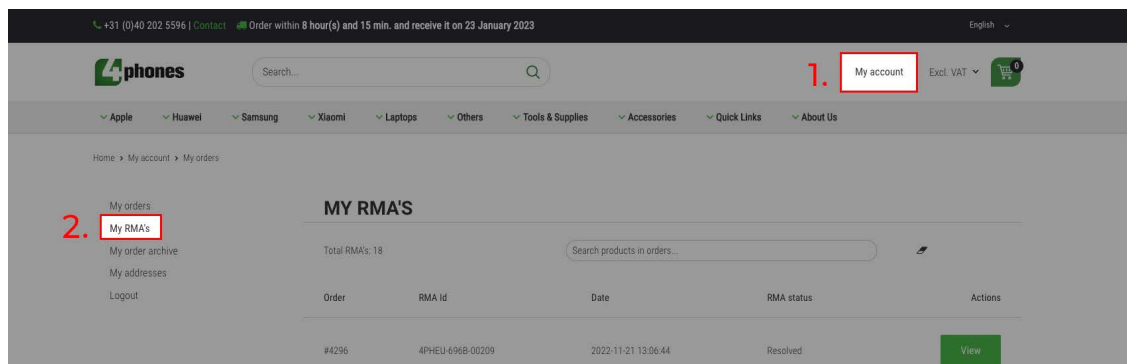 +31 (0)40 202 5596 | Contact Order within 8 hour(s) and 15 min. and receive it on 23 January 2023 English
4phones Search... 1. My account Excl. VAT 0
Apple Huawei Samsung Xiaomi Laptops Others Tools & Supplies Accessories Quick Links About Us
Home > My account > My orders
My orders
2. My RMA's
My order archive
My addresses
Logout
MY RMA'S
Total RMA's: 18 Search products in orders...
Order RMA Id Date RMA status Actions
#4296 4PHEU-696B-00209 2022-11-21 13:06:44 Resolved View